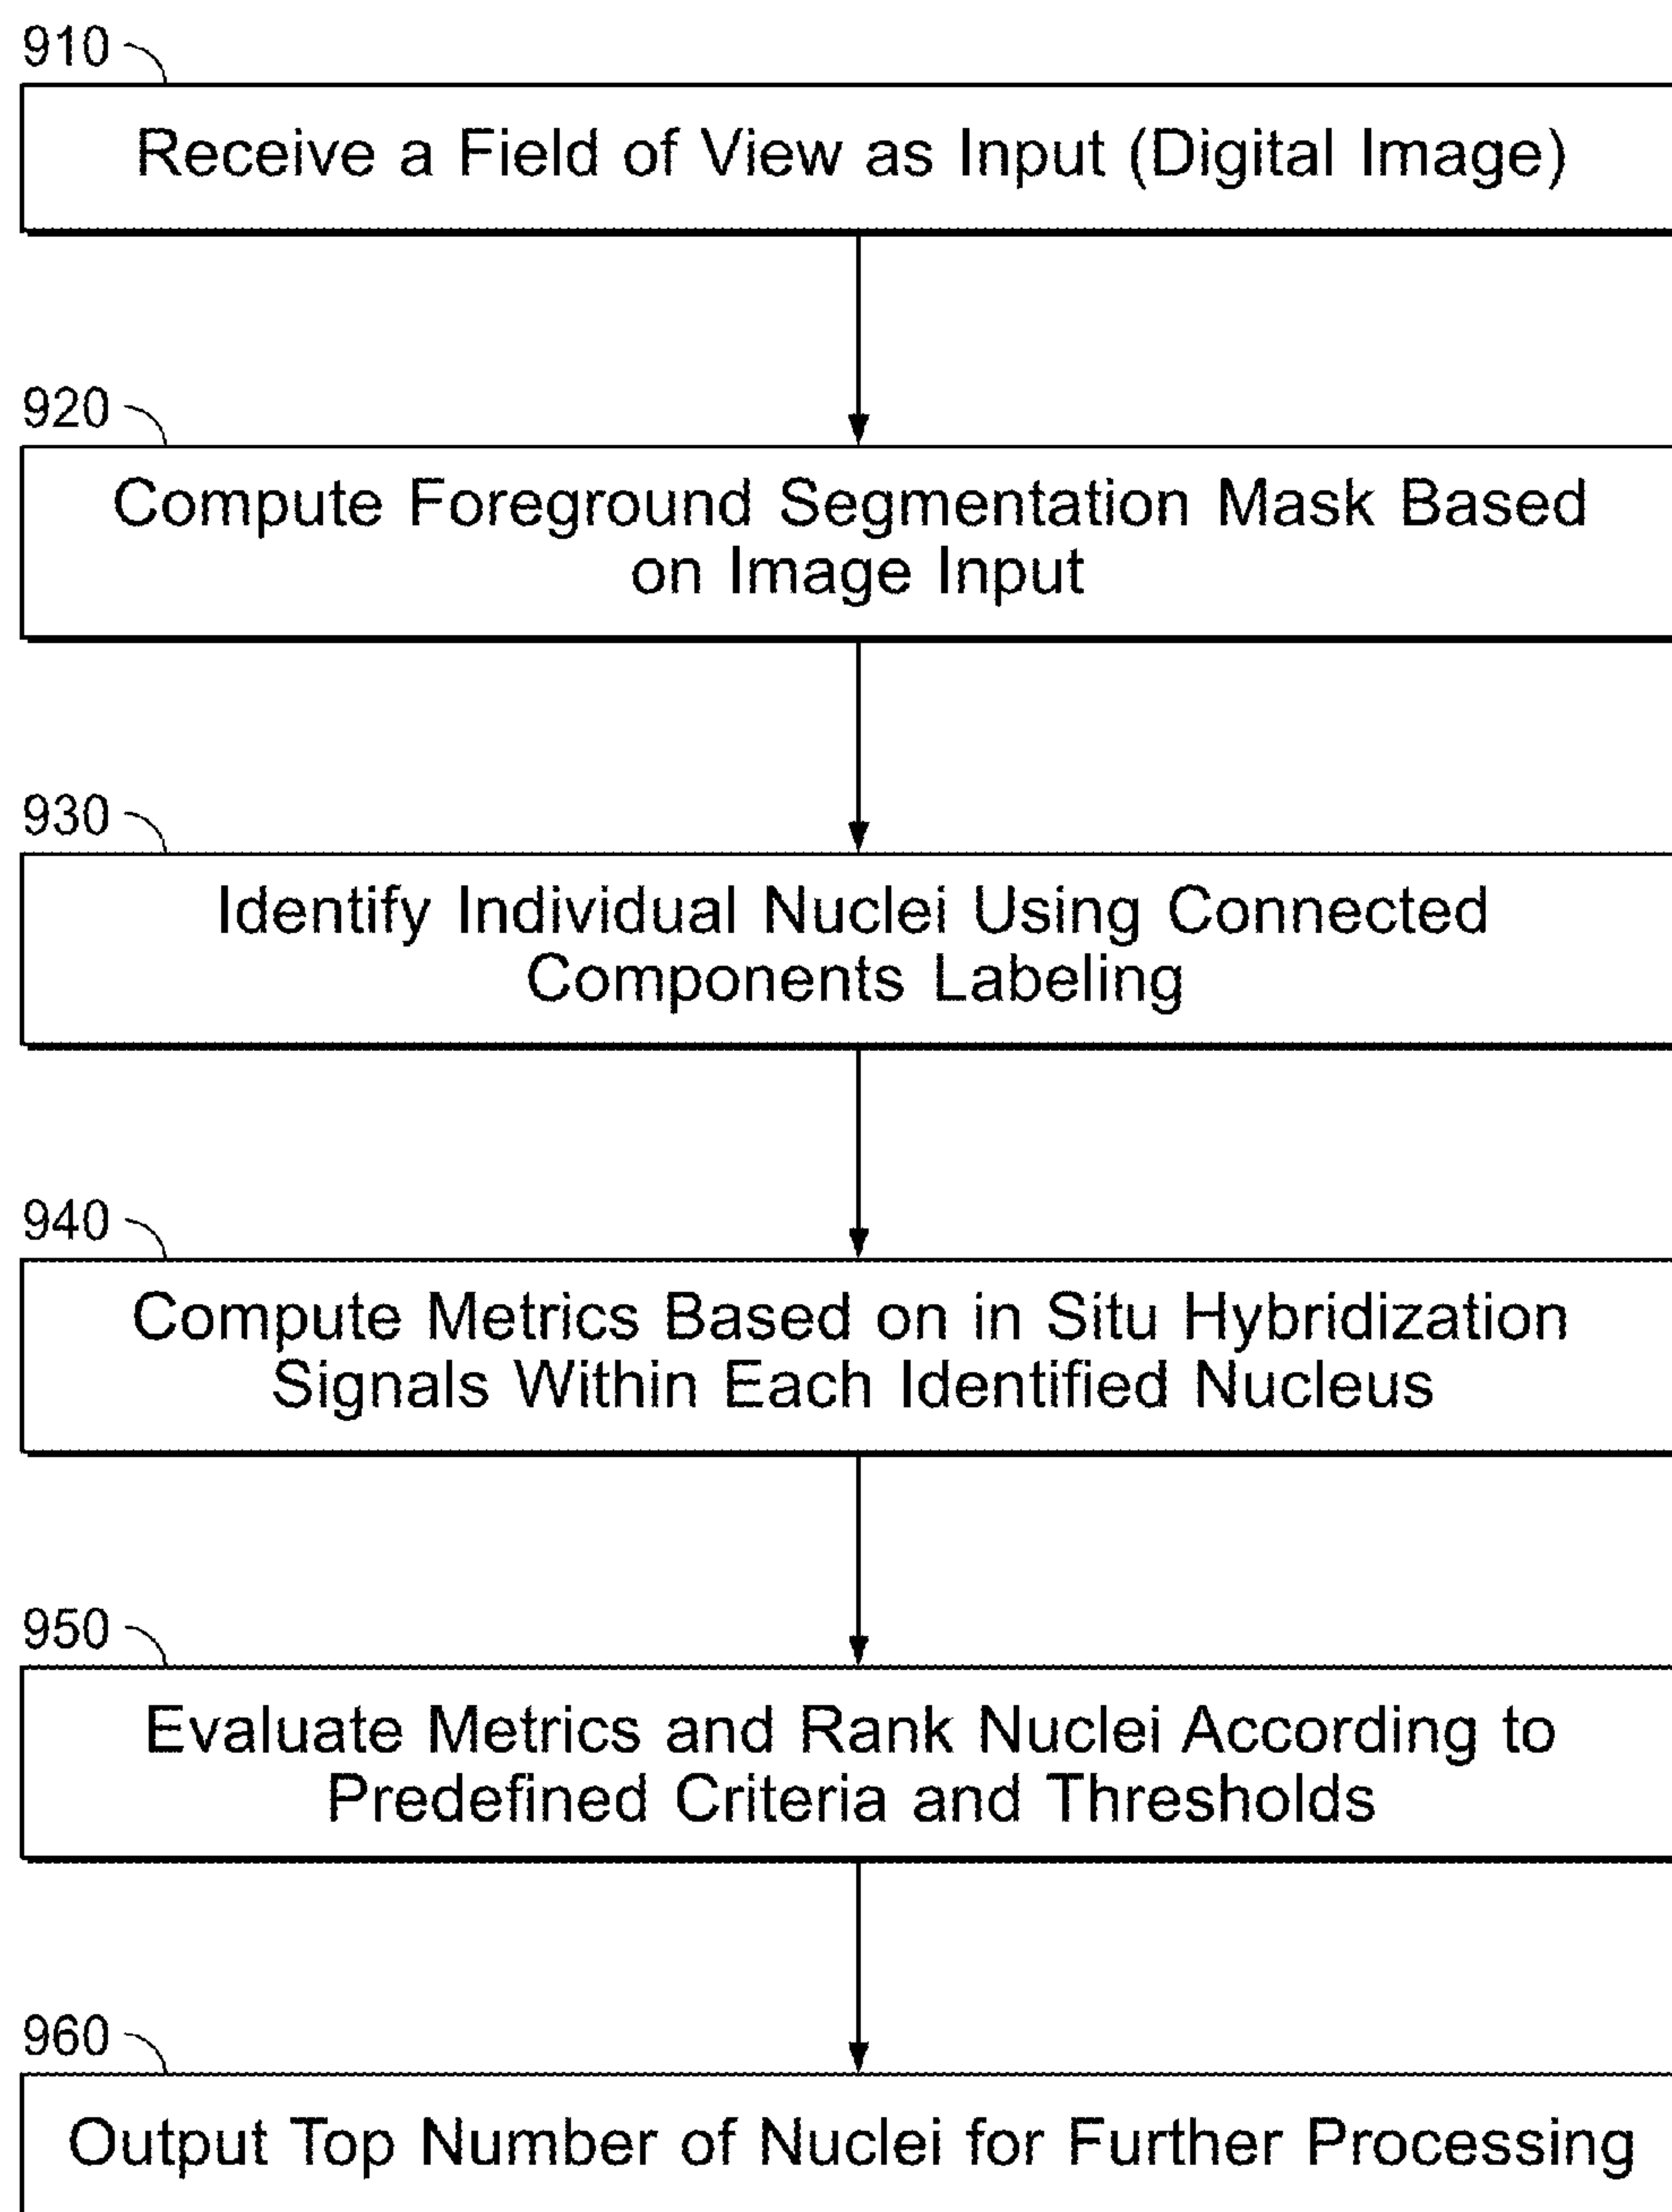 910
Receive a Field of View as Input (Digital Image)
920
Compute Foreground Segmentation Mask Based
on Image Input
930
Identify Individual Nuclei Using Connected
Components Labeling
940
Compute Metrics Based on in Situ Hybridization
Signals Within Each Identified Nucleus
950
Evaluate Metrics and Rank Nuclei According to
Predefined Criteria and Thresholds
960
Output Top Number of Nuclei for Further Processing